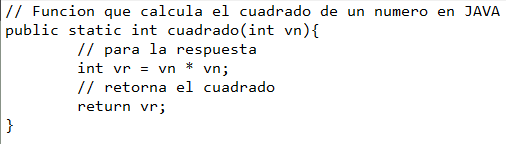 // Funcion que calcula el cuadrado de un numero en JAVA
public static int cuadrado(int vn){
        // para la respuesta
        int vr = vn * vn;
        // retorna el cuadrado
        return vr;
}